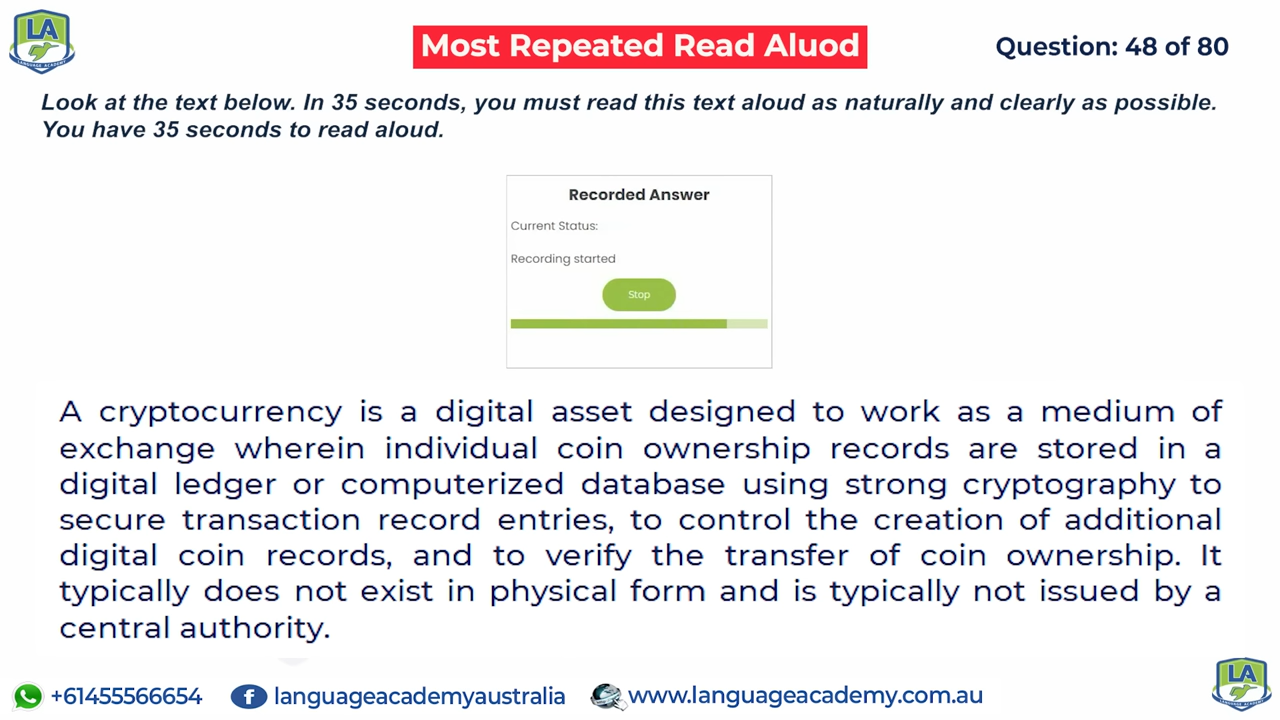 LA
LANGUAGE ACADEMY
Most Repeated Read Aluod
Question: 48 of 80
Look at the text below. In 35 seconds, you must read this text aloud as naturally and clearly as possible.
You have 35 seconds to read aloud.
Recorded Answer
Current Status:
Recording started
Stop
A cryptocurrency is a digital asset designed to work as a medium of
exchange wherein individual coin ownership records are stored in a
digital ledger or computerized database using strong cryptography to
secure transaction record entries, to control the creation of additional
digital coin records, and to verify the transfer of coin ownership. It
typically does not exist in physical form and is typically not issued by a
central authority.
+61455566654
languageacademyaustralia
www.languageacademy.com.au
LA
LANGUAGE ACADEMY